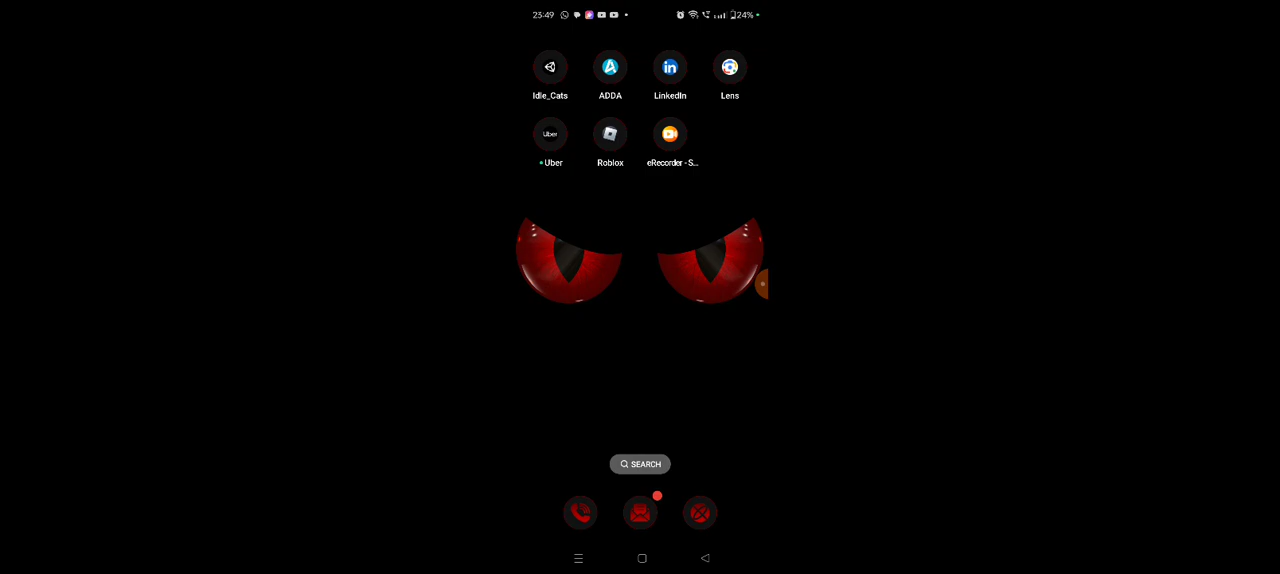 23:49 24%
Idle_Cats ADDA LinkedIn Lens
Uber
Uber Roblox eRecorder - S...
SEARCH